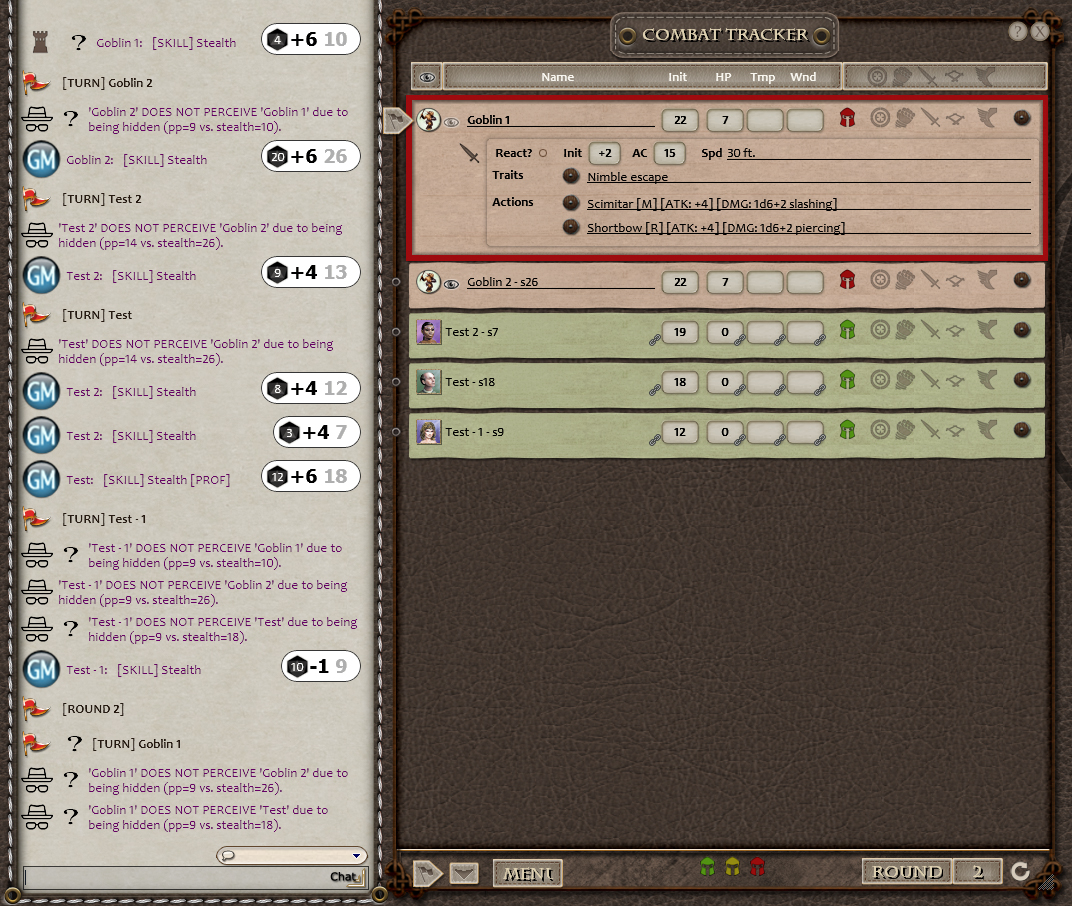 ? Goblin 1: [SKILL] Stealth 4 +6 10
[TURN] Goblin 2
? 'Goblin 2' DOES NOT PERCEIVE 'Goblin 1' due to
being hidden (pp=9 vs. stealth=10).
GM Goblin 2: [SKILL] Stealth 20 +6 26
[TURN] Test 2
'Test 2' DOES NOT PERCEIVE 'Goblin 2' due to being
hidden (pp=14 vs. stealth=26).
GM Test 2: [SKILL] Stealth 9 +4 13
[TURN] Test
'Test' DOES NOT PERCEIVE 'Goblin 2' due to being
hidden (pp=14 vs. stealth=26).
GM Test 2: [SKILL] Stealth 8 +4 12
GM Test 2: [SKILL] Stealth 3 +4 7
GM Test: [SKILL] Stealth [PROF] 12 +6 18
[TURN] Test - 1
? 'Test - 1' DOES NOT PERCEIVE 'Goblin 1' due to
being hidden (pp=9 vs. stealth=10).
'Test - 1' DOES NOT PERCEIVE 'Goblin 2' due to being
hidden (pp=9 vs. stealth=26).
? 'Test - 1' DOES NOT PERCEIVE 'Test' due to being
hidden (pp=9 vs. stealth=18).
GM Test - 1: [SKILL] Stealth 10 -1 9
[ROUND 2]
? [TURN] Goblin 1
? 'Goblin 1' DOES NOT PERCEIVE 'Goblin 2' due to
being hidden (pp=9 vs. stealth=26).
? 'Goblin 1' DOES NOT PERCEIVE 'Test' due to
being hidden (pp=9 vs. stealth=18).
Chat
COMBAT TRACKER
? X
Name Init HP Tmp Wnd
Goblin 1 22 7
React? Init +2 AC 15 Spd 30 ft.
Traits Nimble escape
Actions Scimitar [M] [ATK: +4] [DMG: 1d6+2 slashing]
Shortbow [R] [ATK: +4] [DMG: 1d6+2 piercing]
Goblin 2 - s26 22 7
Test 2 - s7 19 0
Test - s18 18 0
Test - 1 - s9 12 0
MENU ROUND 2